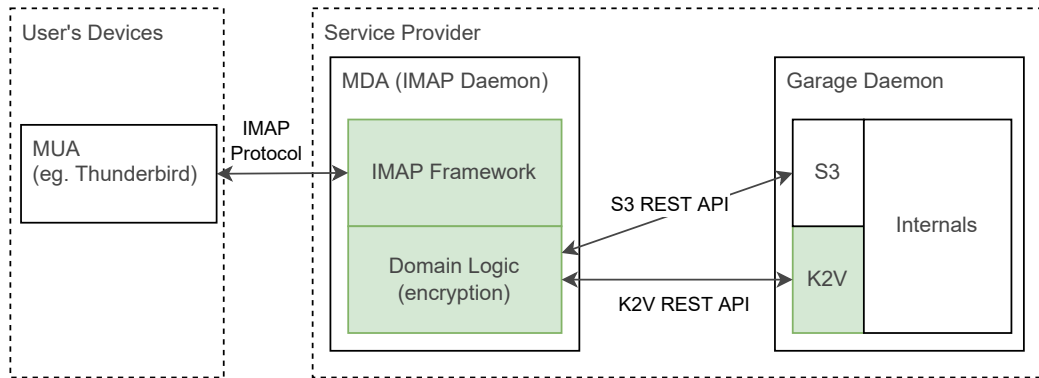 User's Devices
Service Provider
MDA (IMAP Daemon)
Garage Daemon
IMAP
Protocol
MUA
(eg. Thunderbird)
IMAP Framework
S3
S3 REST API
Internals
Domain Logic
(encryption)
K2V
K2V REST API